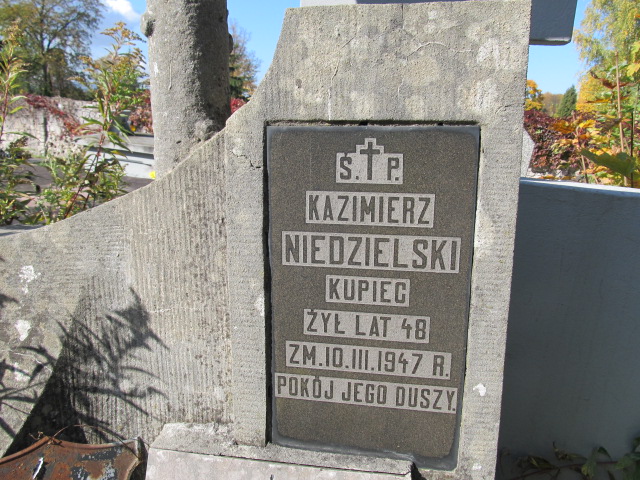 Ś.†P.
KAZIMIERZ
NIEDZIELSKI
KUPIEC
ŻYŁ LAT 48
ZM.10.III.1947 R.
POKÓJ JEGO DUSZY.